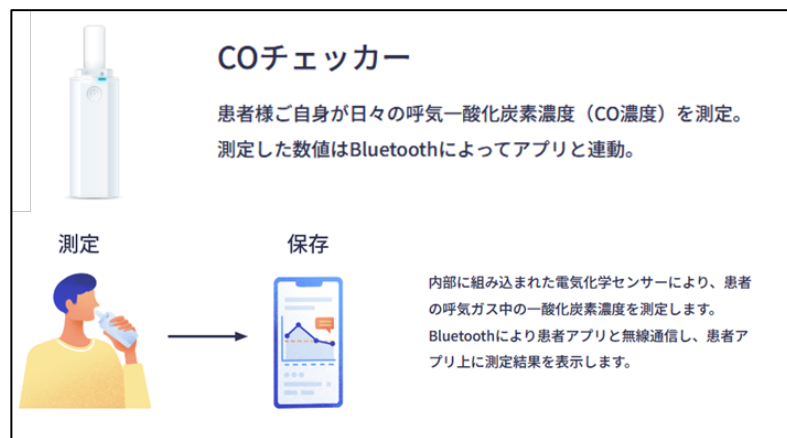 COチェッカー
患者様ご自身が日々の呼気一酸化炭素濃度（CO濃度）を測定。
測定した数値はBluetoothによってアプリと連動。
測定
保存
内部に組み込まれた電気化学センサーにより、患者
の呼気ガス中の一酸化炭素濃度を測定します。
Bluetoothにより患者アプリと無線通信し、患者ア
プリ上に測定結果を表示します。